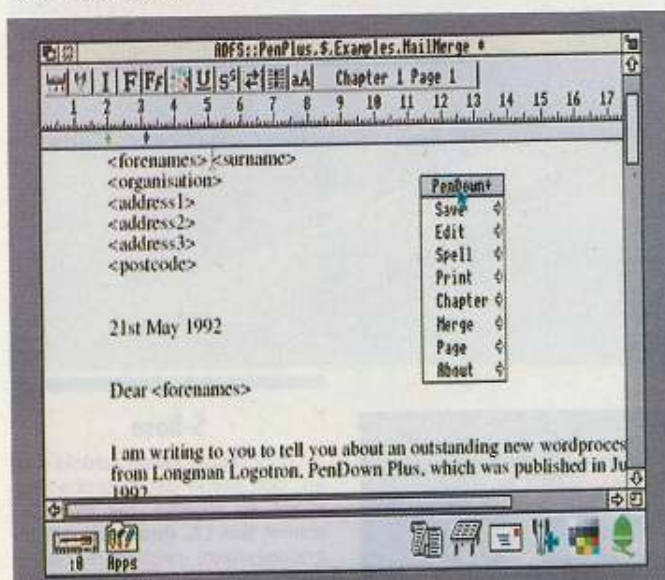 ADFS::PenPlus.$.Examples.MailMerge *
I F Ff U S^s aA Chapter 1 Page 1
1 2 3 4 5 6 7 8 9 10 11 12 13 14 15 16 17
<forenames> <surname>
<organisation>
<address1>
<address2>
<address3>
<postcode>
21st May 1992
Dear <forenames>
I am writing to you to tell you about an outstanding new wordproces
from Longman Logotron, PenDown Plus, which was published in Ju
1992
PenDown+
Save
Edit
Spell
Print
Chapter
Merge
Page
About
:0 Apps
S-Base